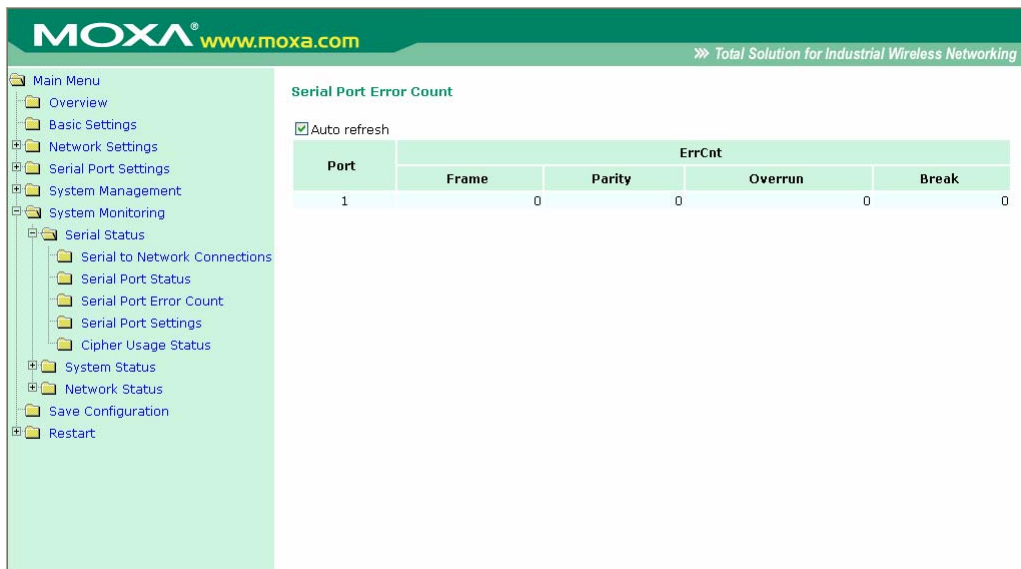 MOXA® www.moxa.com
Total Solution for Industrial Wireless Networking
Main Menu
Overview
Basic Settings
Network Settings
Serial Port Settings
System Management
System Monitoring
Serial Status
Serial to Network Connections
Serial Port Status
Serial Port Error Count
Serial Port Settings
Cipher Usage Status
System Status
Network Status
Save Configuration
Restart
Serial Port Error Count
Auto refresh
Port ErrCnt
Frame Parity Overrun Break
1 0 0 0 0